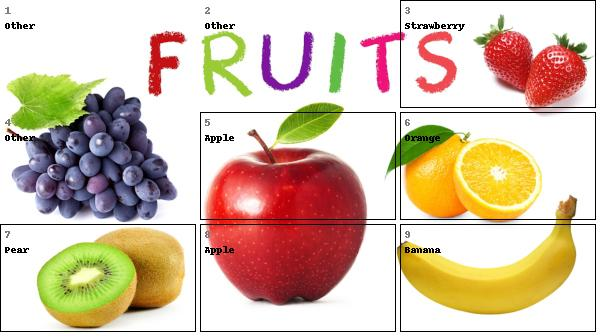 1
Other
2
Other
3
Strawberry
FRUITS
4
Other
5
Apple
6
Orange
7
Pear
8
Apple
9
Banana